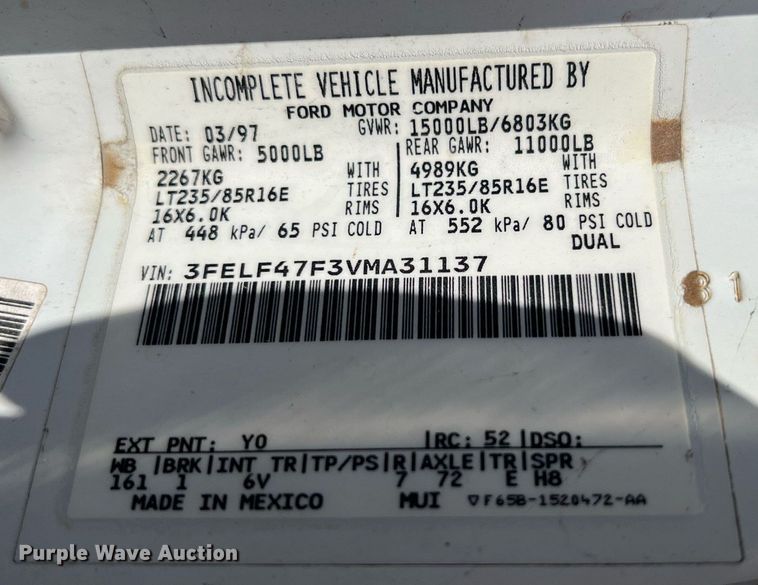 INCOMPLETE VEHICLE MANUFACTURED BY
FORD MOTOR COMPANY
DATE: 03/97 GVWR: 15000LB/6803KG
FRONT GAWR: 5000LB REAR GAWR: 11000LB
2267KG WITH 4989KG WITH
LT235/85R16E TIRES LT235/85R16E TIRES
16X6.0K RIMS 16X6.0K RIMS
AT 448 kPa/ 65 PSI COLD AT 552 kPa/ 80 PSI COLD
DUAL
VIN: 3FELF47F3VMA31137
EXT PNT: YO |RC: 52 |DSO:
WB |BRK|INT TR|TP/PS|R|AXLE|TR|SPR
161 1 6V 7 72 E H8
MADE IN MEXICO MUI ▽F65B-1520472-AA
81
Purple Wave Auction